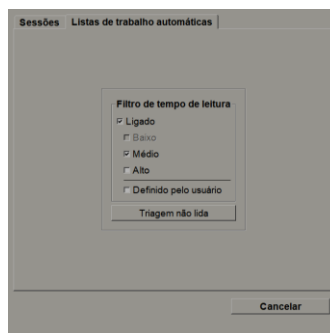 Sessões Listas de trabalho automáticas
Filtro de tempo de leitura
Ligado
Baixo
Médio
Alto
Definido pelo usuário
Triagem não lida
Cancelar